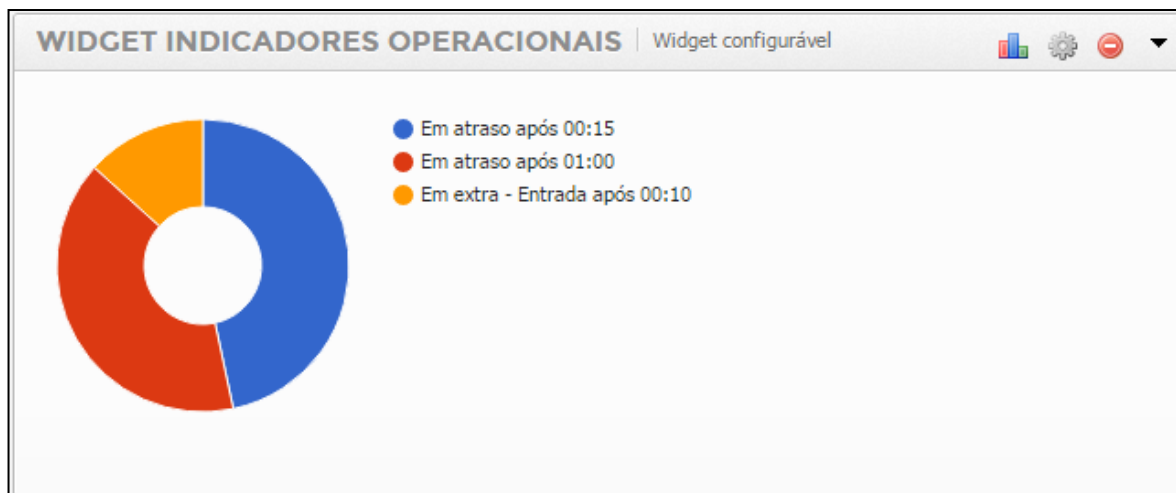 WIDGET INDICADORES OPERACIONAIS Widget configurável
Em atraso após 00:15
Em atraso após 01:00
Em extra - Entrada após 00:10